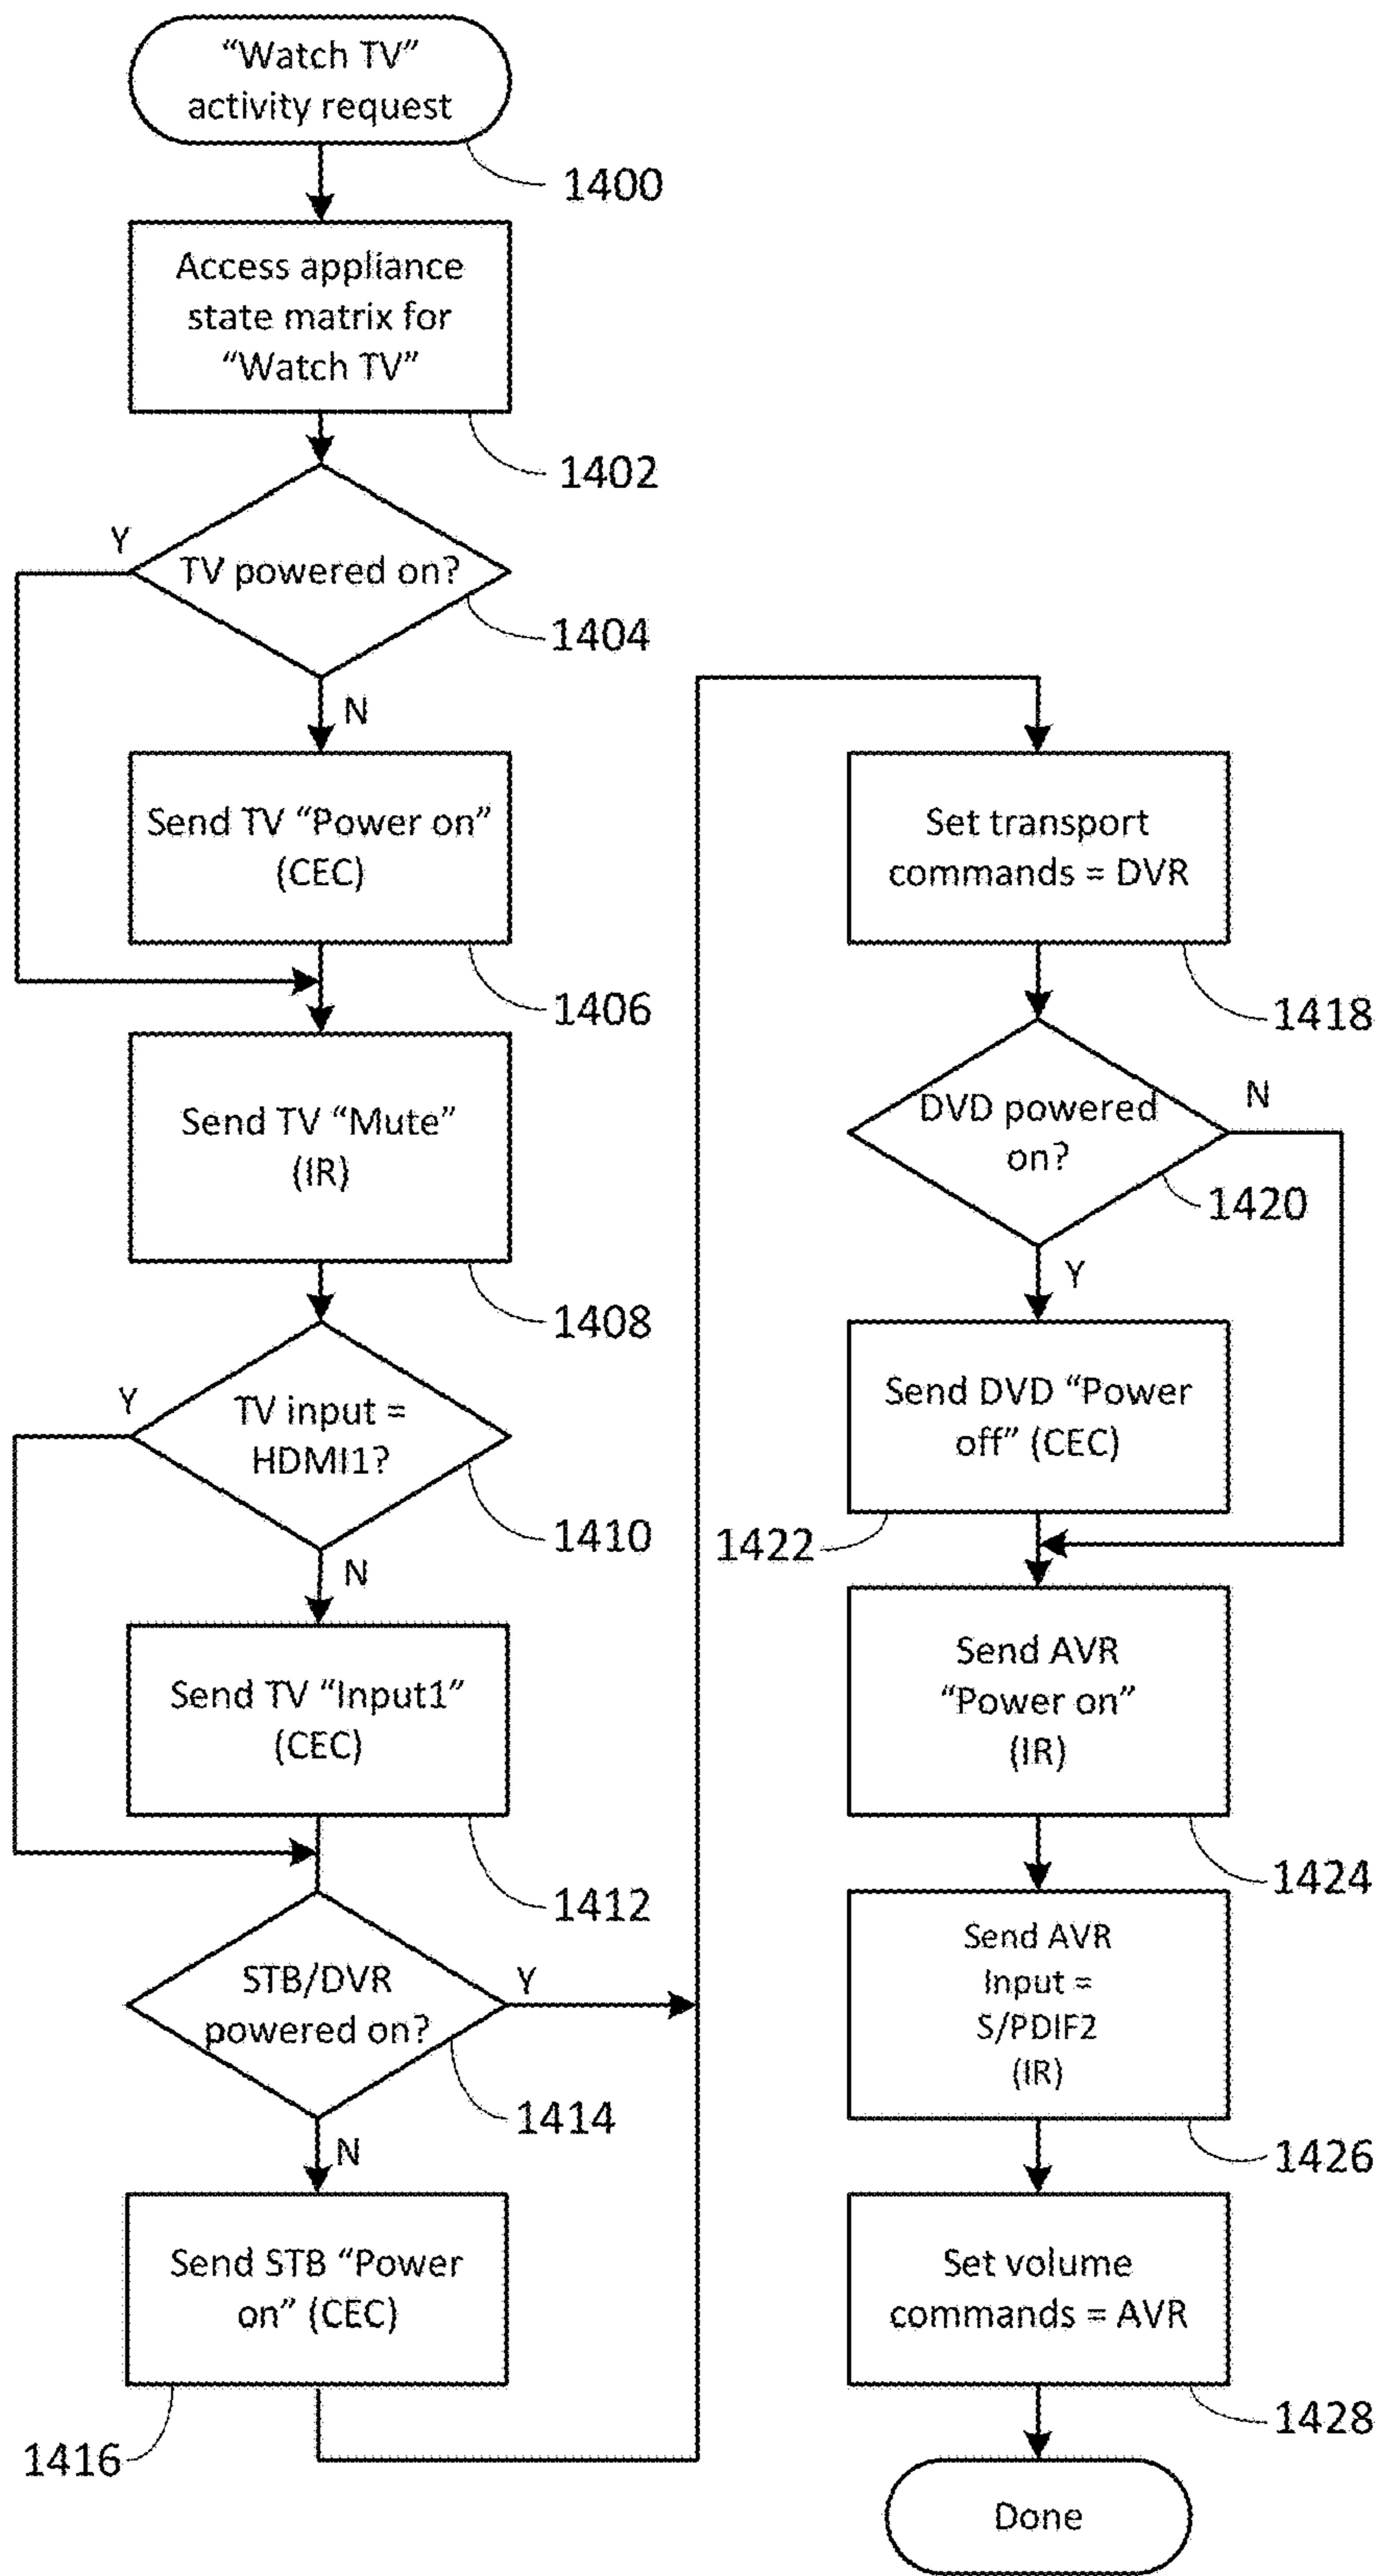 “Watch TV”
activity request
1400
Access appliance
state matrix for
“Watch TV”
1402
Y
TV powered on?
1404
N
Send TV “Power on”
(CEC)
1406
Send TV “Mute”
(IR)
1408
Y
TV input =
HDMI1?
1410
N
Send TV “Input1”
(CEC)
1412
STB/DVR
powered on?
Y
1414
N
Send STB “Power
on” (CEC)
1416
Set transport
commands = DVR
1418
DVD powered
on?
N
1420
Y
Send DVD “Power
off” (CEC)
1422
Send AVR
“Power on”
(IR)
1424
Send AVR
Input =
S/PDIF2
(IR)
1426
Set volume
commands = AVR
1428
Done